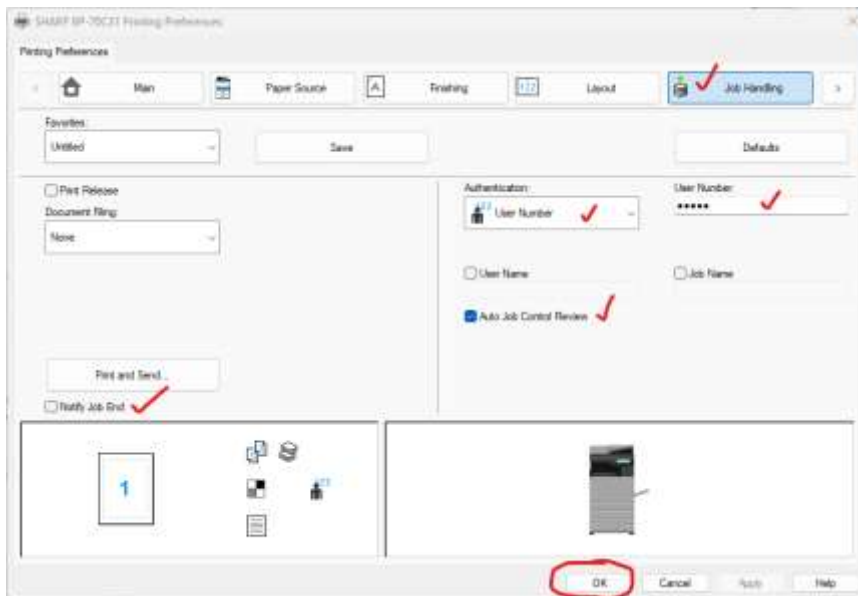 SHARP BP-70C31 Printing Preferences
Printing Preferences
Main
Paper Source
Finishing
Layout
Job Handling
Favorites:
Untitled
Save
Defaults
Print Release
Document Filing:
None
Authentication:
User Number
User Number:
•••••
User Name
Job Name
Auto Job Control Review
Print and Send...
Notify Job End
1
OK
Cancel
Apply
Help